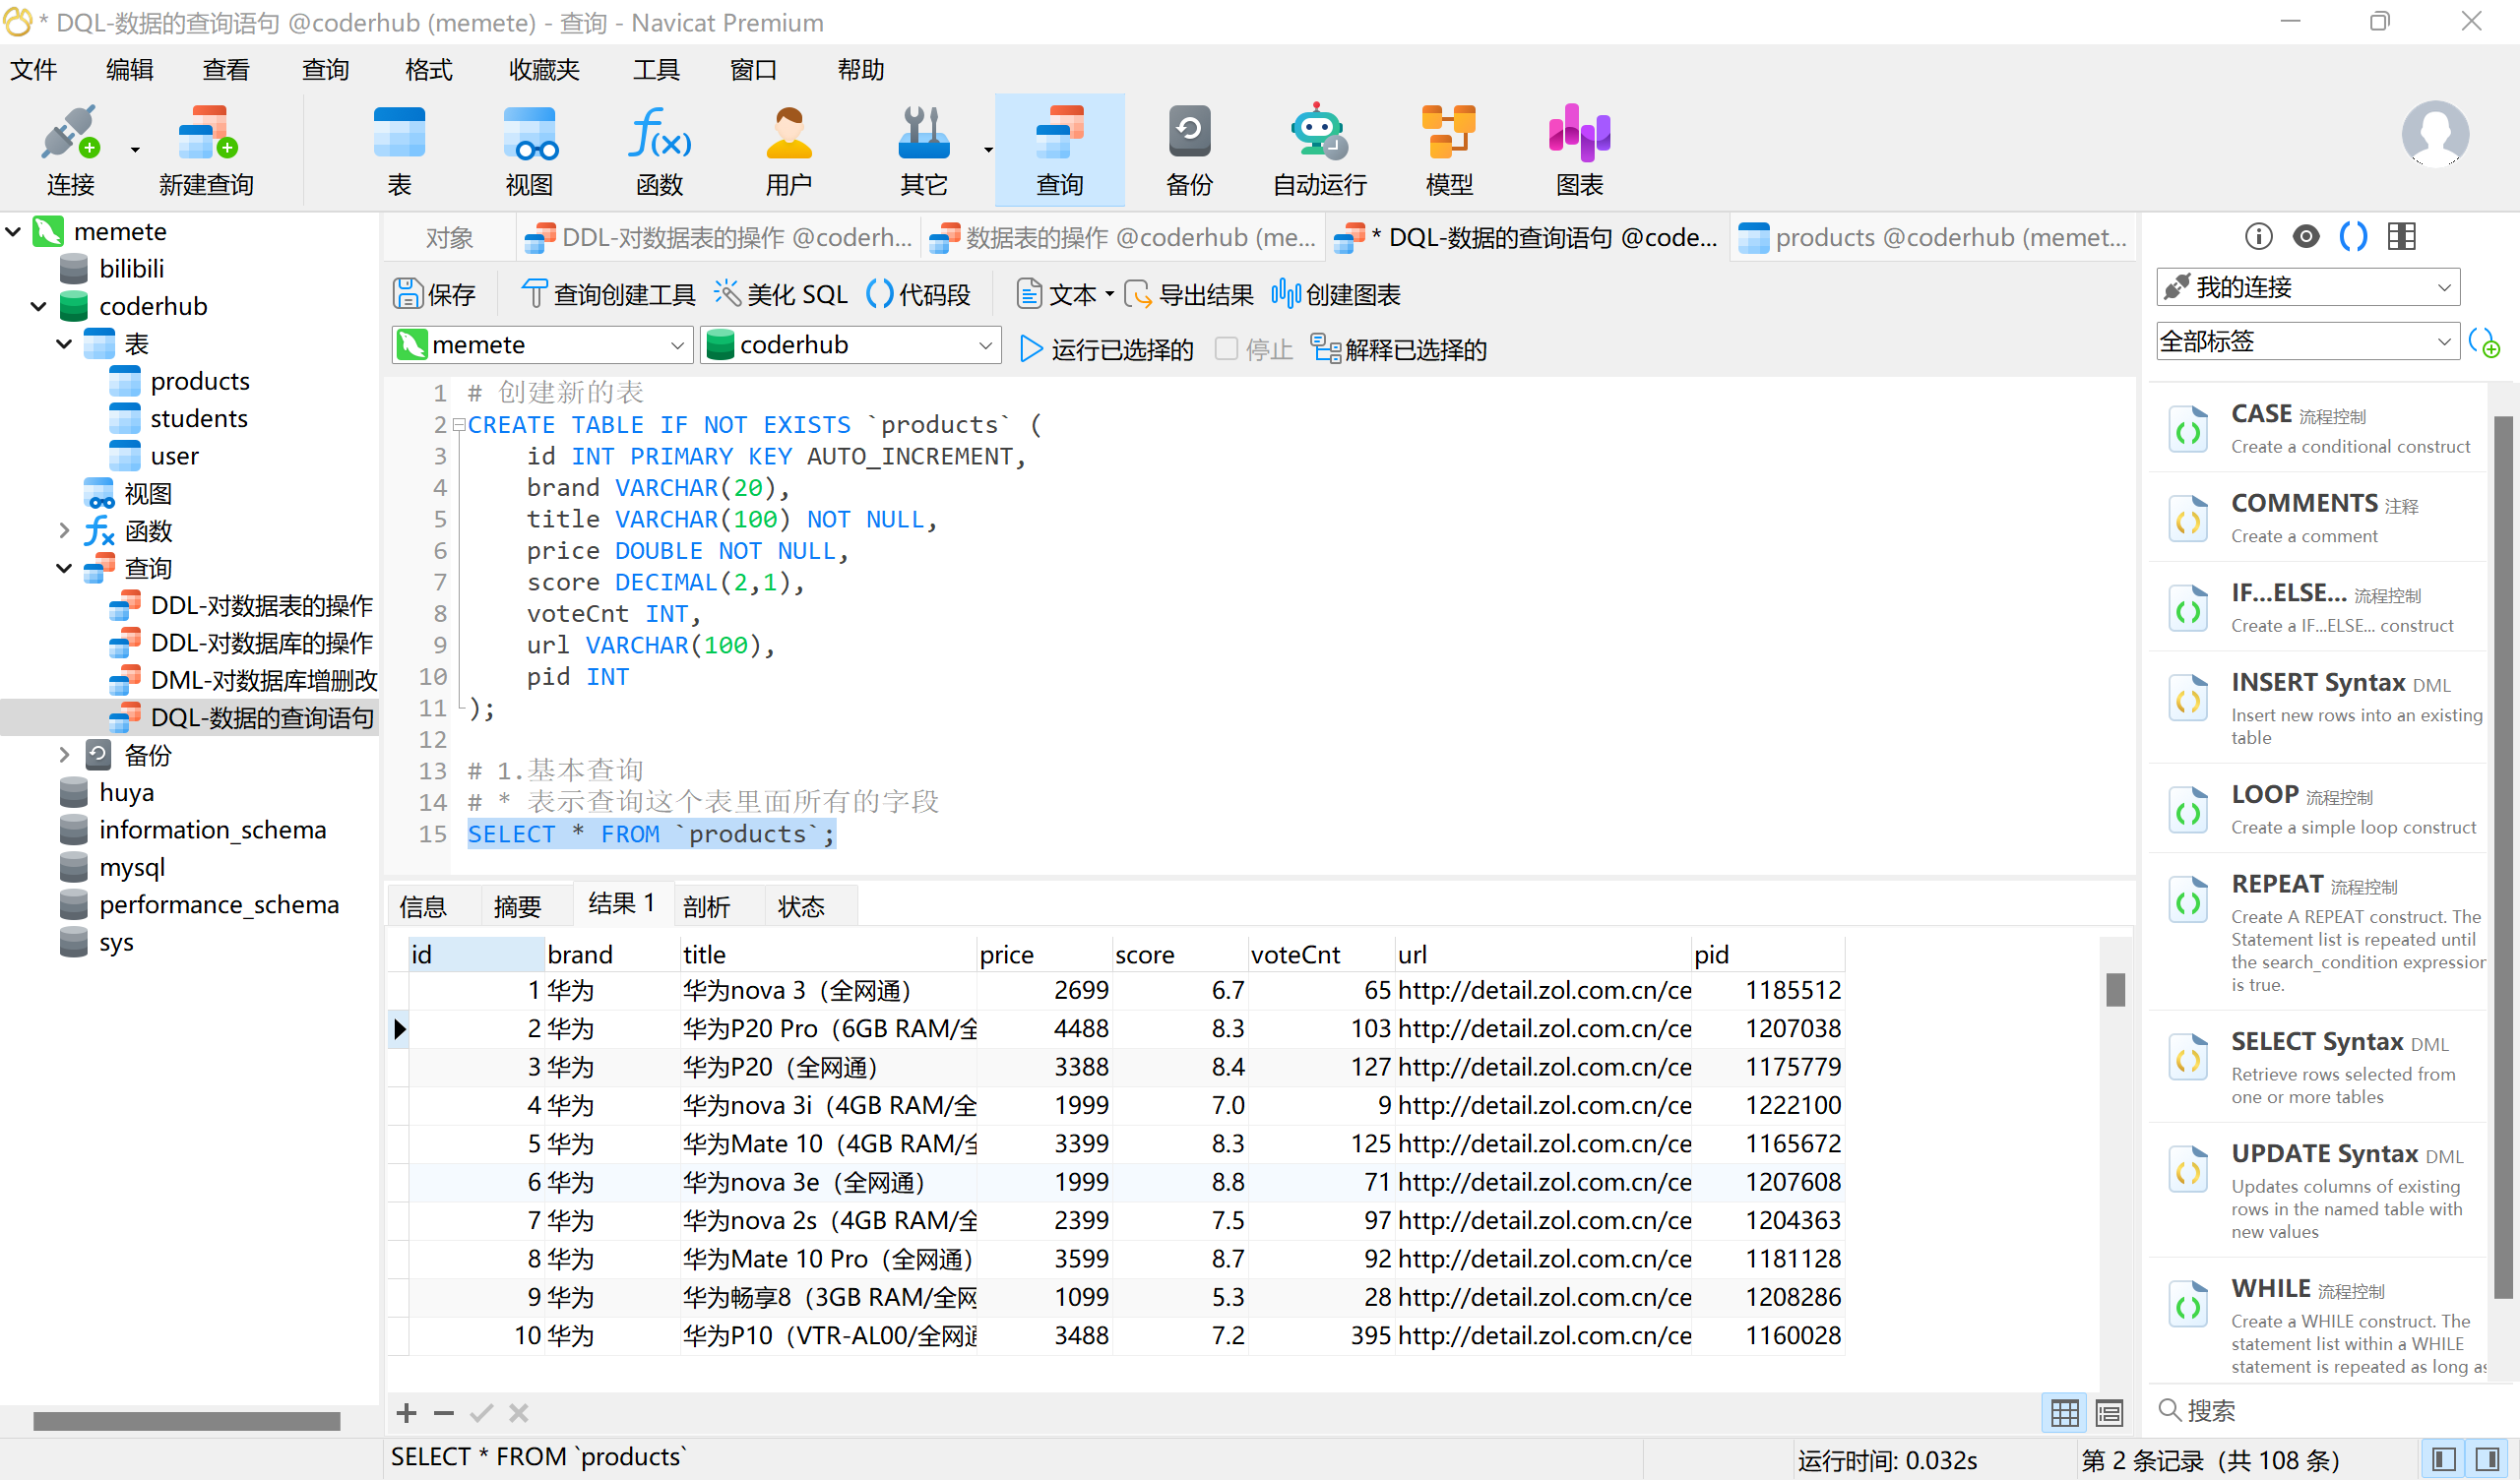 * DQL-数据的查询语句 @coderhub (memete) - 查询 - Navicat Premium
文件 编辑 查看 查询 格式 收藏夹 工具 窗口 帮助
连接 新建查询 表 视图 函数 用户 其它 查询 备份 自动运行 模型 图表
memete
bilibili
coderhub
表
products
students
user
视图
函数
查询
DDL-对数据表的操作
DDL-对数据库的操作
DML-对数据库增删改
DQL-数据的查询语句
备份
huya
information_schema
mysql
performance_schema
sys
对象 DDL-对数据表的操作 @coderh... 数据表的操作 @coderhub (me... * DQL-数据的查询语句 @code... products @coderhub (memet...
保存 查询创建工具 美化 SQL 代码段 文本 导出结果 创建图表
memete coderhub 运行已选择的 停止 解释已选择的
1 # 创建新的表
2 CREATE TABLE IF NOT EXISTS `products` (
3 id INT PRIMARY KEY AUTO_INCREMENT,
4 brand VARCHAR(20),
5 title VARCHAR(100) NOT NULL,
6 price DOUBLE NOT NULL,
7 score DECIMAL(2,1),
8 voteCnt INT,
9 url VARCHAR(100),
10 pid INT
11 );
12
13 # 1.基本查询
14 # * 表示查询这个表里面所有的字段
15 SELECT * FROM `products`;
信息 摘要 结果 1 剖析 状态
id brand title price score voteCnt url pid
1 华为 华为nova 3（全网通） 2699 6.7 65 http://detail.zol.com.cn/ce 1185512
2 华为 华为P20 Pro（6GB RAM/全 4488 8.3 103 http://detail.zol.com.cn/ce 1207038
3 华为 华为P20（全网通） 3388 8.4 127 http://detail.zol.com.cn/ce 1175779
4 华为 华为nova 3i（4GB RAM/全 1999 7.0 9 http://detail.zol.com.cn/ce 1222100
5 华为 华为Mate 10（4GB RAM/全 3399 8.3 125 http://detail.zol.com.cn/ce 1165672
6 华为 华为nova 3e（全网通） 1999 8.8 71 http://detail.zol.com.cn/ce 1207608
7 华为 华为nova 2s（4GB RAM/全 2399 7.5 97 http://detail.zol.com.cn/ce 1204363
8 华为 华为Mate 10 Pro（全网通） 3599 8.7 92 http://detail.zol.com.cn/ce 1181128
9 华为 华为畅享8（3GB RAM/全网 1099 5.3 28 http://detail.zol.com.cn/ce 1208286
10 华为 华为P10（VTR-AL00/全网通 3488 7.2 395 http://detail.zol.com.cn/ce 1160028
SELECT * FROM `products` 运行时间: 0.032s 第 2 条记录（共 108 条）
我的连接
全部标签
CASE 流程控制
Create a conditional construct
COMMENTS 注释
Create a comment
IF...ELSE... 流程控制
Create a IF...ELSE... construct
INSERT Syntax DML
Insert new rows into an existing
table
LOOP 流程控制
Create a simple loop construct
REPEAT 流程控制
Create A REPEAT construct. The
Statement list is repeated until
the search_condition expression
is true.
SELECT Syntax DML
Retrieve rows selected from
one or more tables
UPDATE Syntax DML
Updates columns of existing
rows in the named table with
new values
WHILE 流程控制
Create a WHILE construct. The
statement list within a WHILE
statement is repeated as long as
搜索